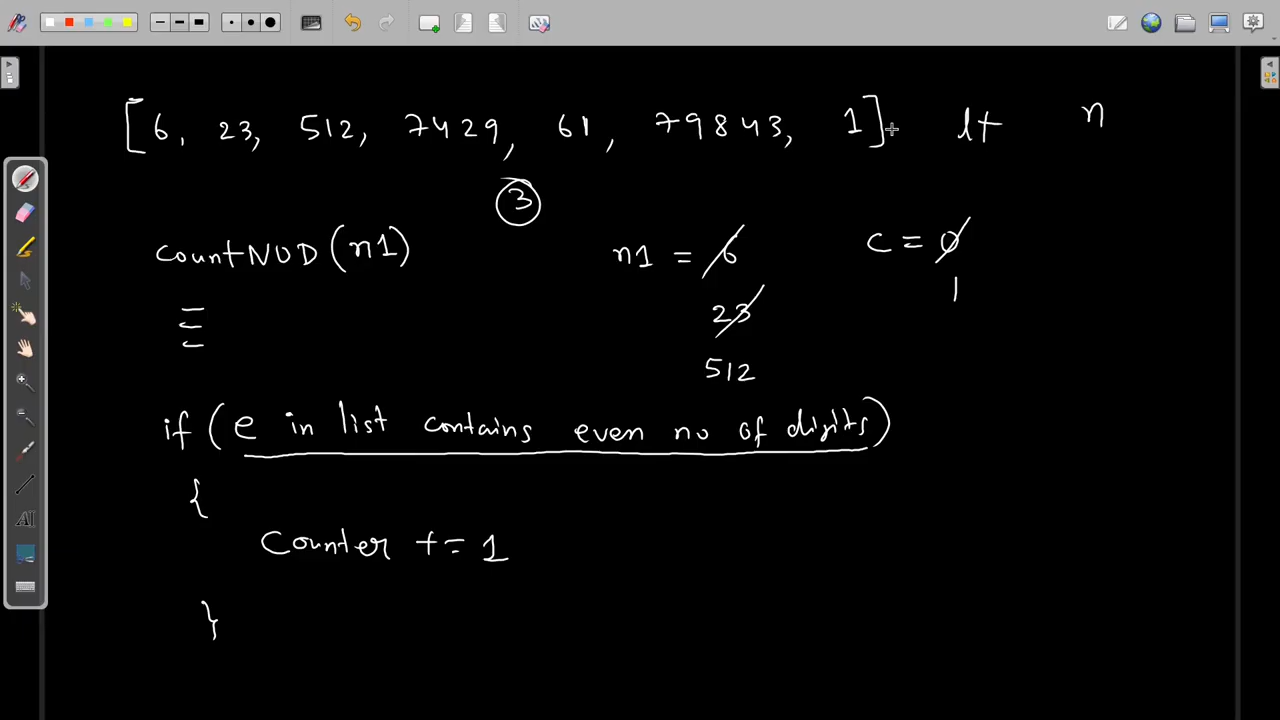 [6, 23, 512, 7429, 61, 79843, 1] lt n
3
countNOD(n1) n1 = 6 c = 0
23 1
512
if (e in list contains even no of digits)
{
Counter += 1
}